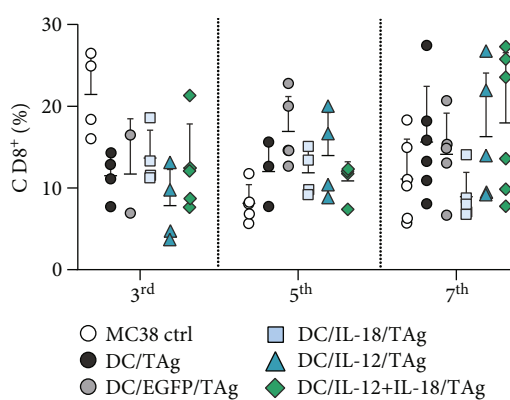 30
20
10
0
C D8⁺ (%)
3ʳᵈ 5ᵗʰ 7ᵗʰ
MC38 ctrl DC/IL-18/TAg
DC/TAg DC/IL-12/TAg
DC/EGFP/TAg DC/IL-12+IL-18/TAg